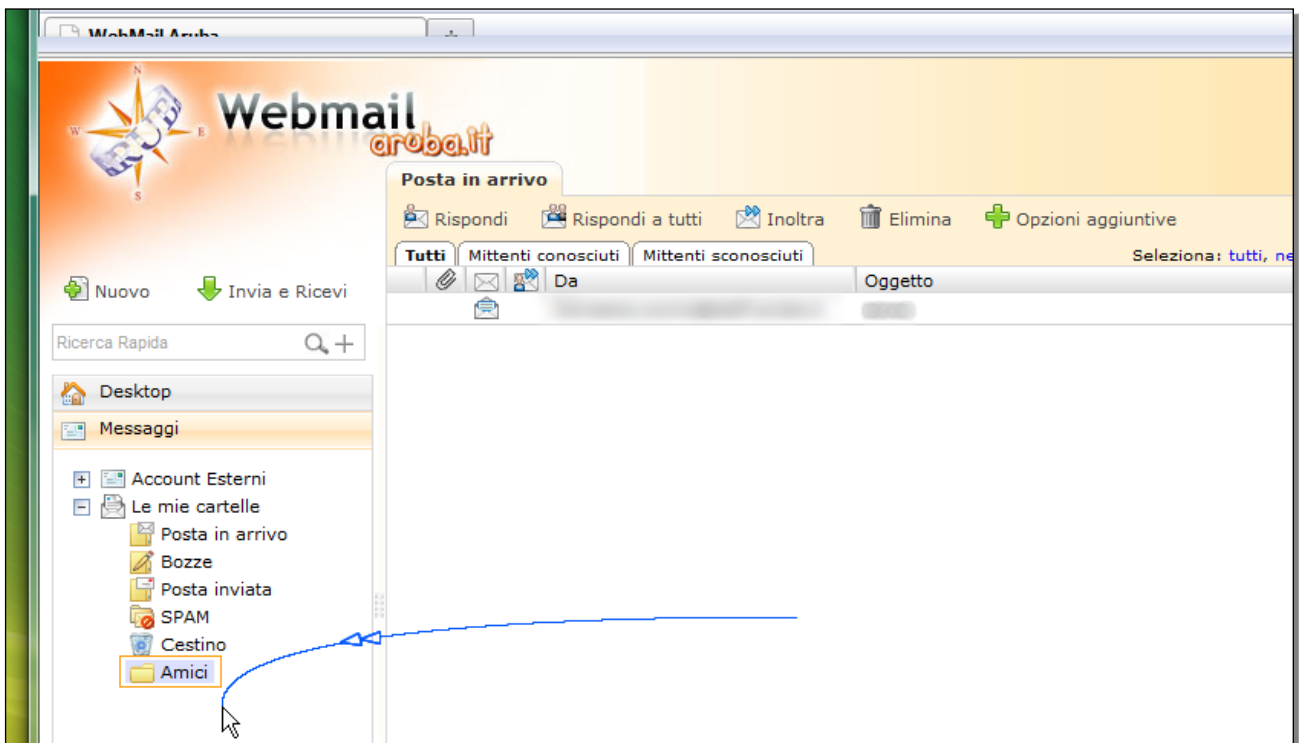 WebMail Aruba
N
W
E
S
Webmail
aruba.it
Posta in arrivo
Rispondi Rispondi a tutti Inoltra Elimina Opzioni aggiuntive
Tutti Mittenti conosciuti Mittenti sconosciuti Seleziona: tutti, ne
Da Oggetto
Nuovo Invia e Ricevi
Ricerca Rapida
Desktop
Messaggi
Account Esterni
Le mie cartelle
Posta in arrivo
Bozze
Posta inviata
SPAM
Cestino
Amici